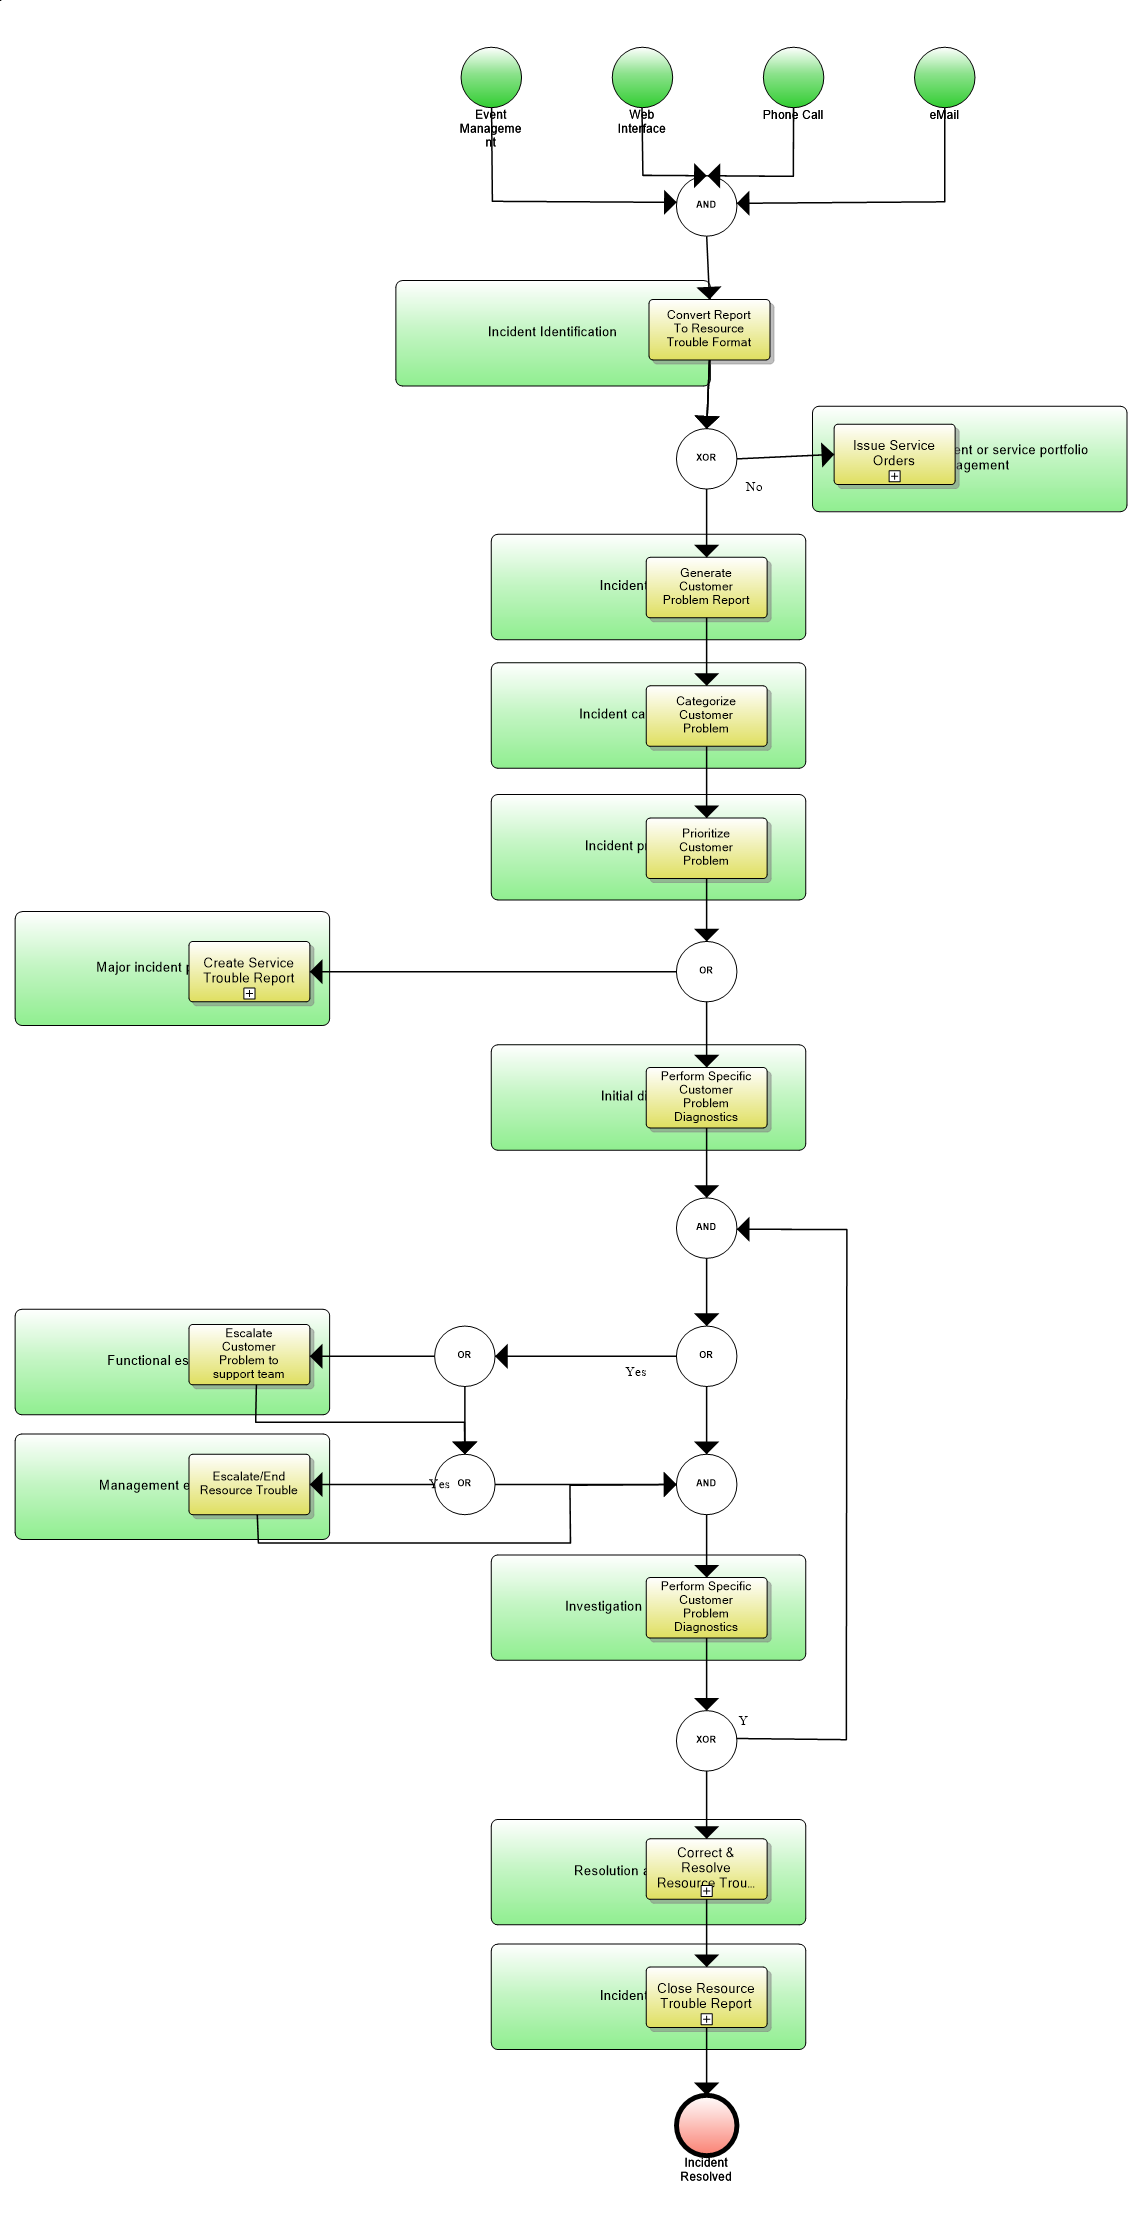 Event
Manageme
nt
Web
Interface
Phone Call
eMail
AND
Incident Identification
Convert Report
To Resource
Trouble Format
XOR
No
Issue Service
Orders
ent or service portfolio
agement
Incident
Generate
Customer
Problem Report
Incident ca
Categorize
Customer
Problem
Incident p
Prioritize
Customer
Problem
OR
Major incident
Create Service
Trouble Report
Initial di
Perform Specific
Customer
Problem
Diagnostics
AND
Functional es
Escalate
Customer
Problem to
support team
OR
Yes
OR
Management e
Escalate/End
Resource Trouble
Yes
OR
AND
Investigation
Perform Specific
Customer
Problem
Diagnostics
XOR
Y
Resolution a
Correct &
Resolve
Resource Trou...
Incident
Close Resource
Trouble Report
Incident
Resolved